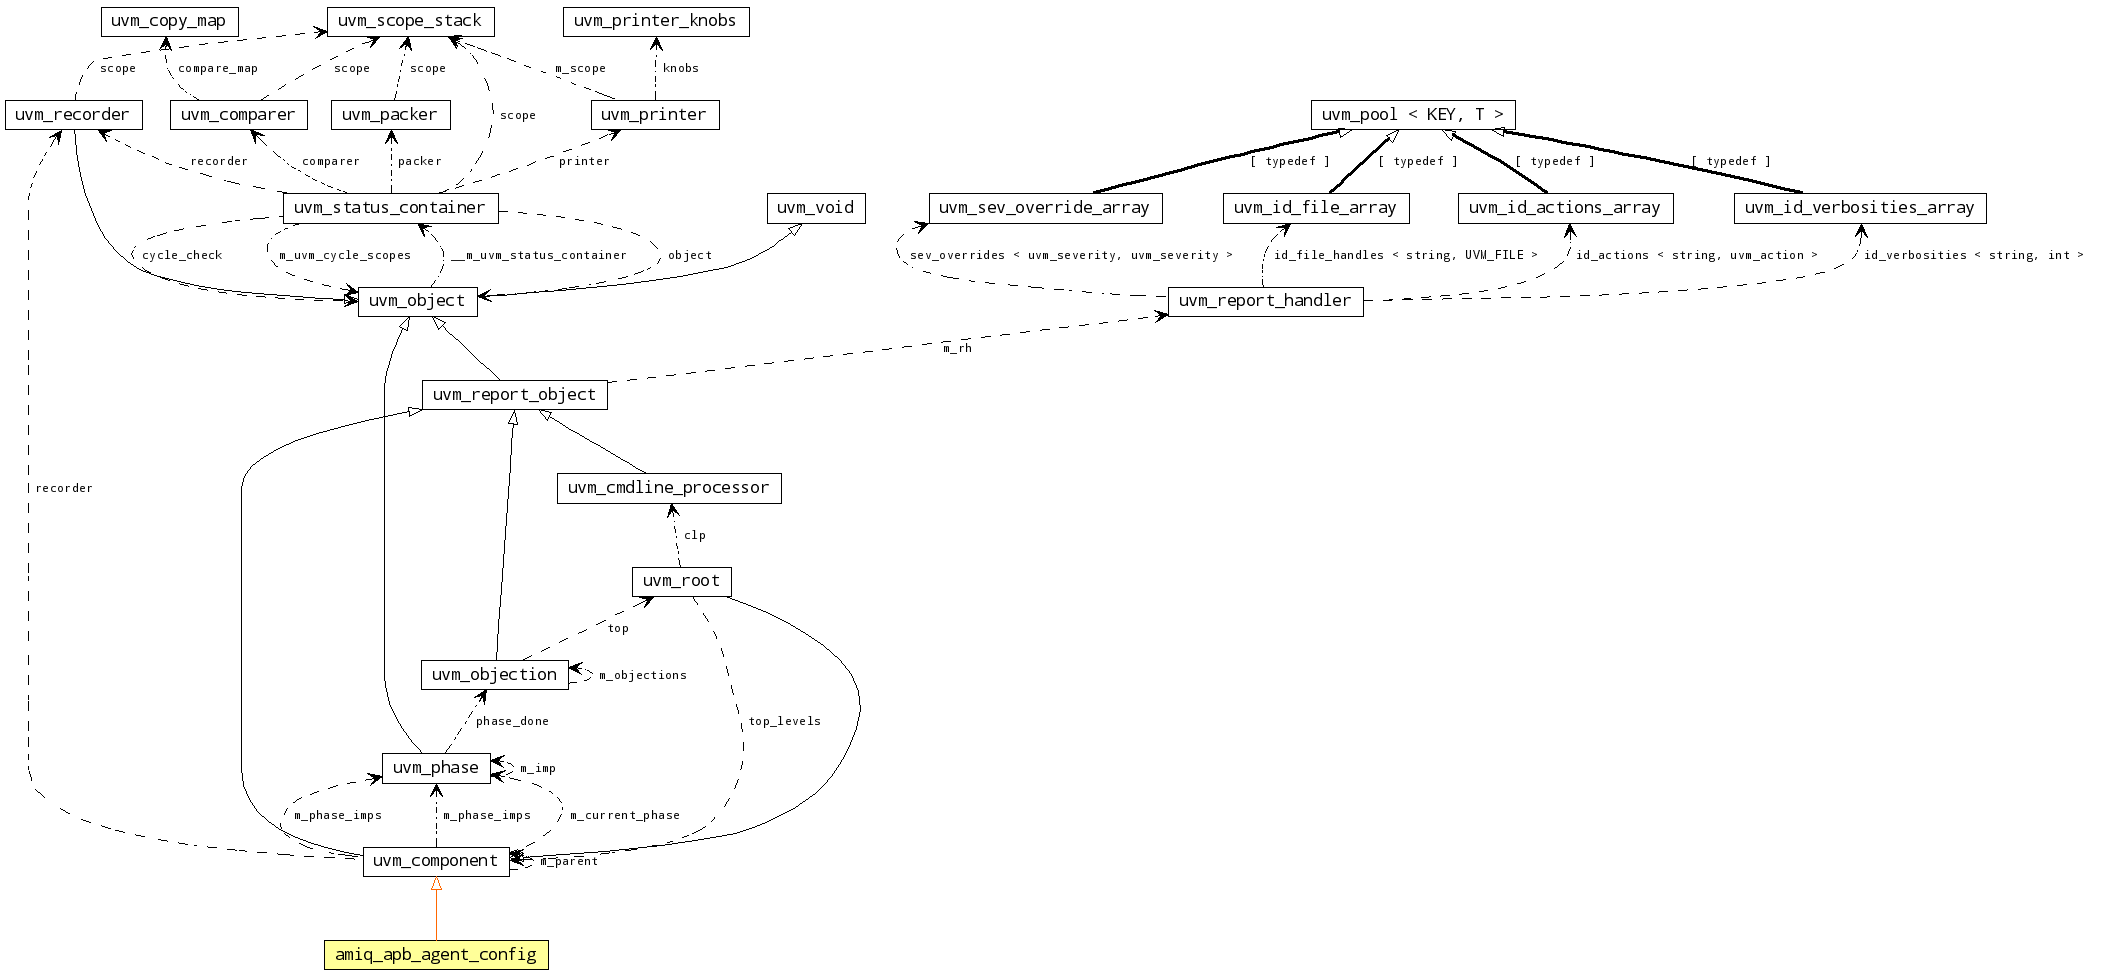 uvm_copy_map
uvm_scope_stack
uvm_printer_knobs
scope
compare_map
scope
scope
m_scope
knobs
uvm_recorder
uvm_comparer
uvm_packer
scope
uvm_printer
uvm_pool < KEY, T >
recorder
comparer
packer
printer
[ typedef ]
[ typedef ]
[ typedef ]
[ typedef ]
uvm_status_container
uvm_void
uvm_sev_override_array
uvm_id_file_array
uvm_id_actions_array
uvm_id_verbosities_array
cycle_check
m_uvm_cycle_scopes
__m_uvm_status_container
object
sev_overrides < uvm_severity, uvm_severity >
id_file_handles < string, UVM_FILE >
id_actions < string, uvm_action >
id_verbosities < string, int >
uvm_object
uvm_report_handler
m_rh
uvm_report_object
recorder
uvm_cmdline_processor
clp
uvm_root
top
uvm_objection
m_objections
phase_done
top_levels
uvm_phase
m_imp
m_phase_imps
m_phase_imps
m_current_phase
uvm_component
m_parent
amiq_apb_agent_config